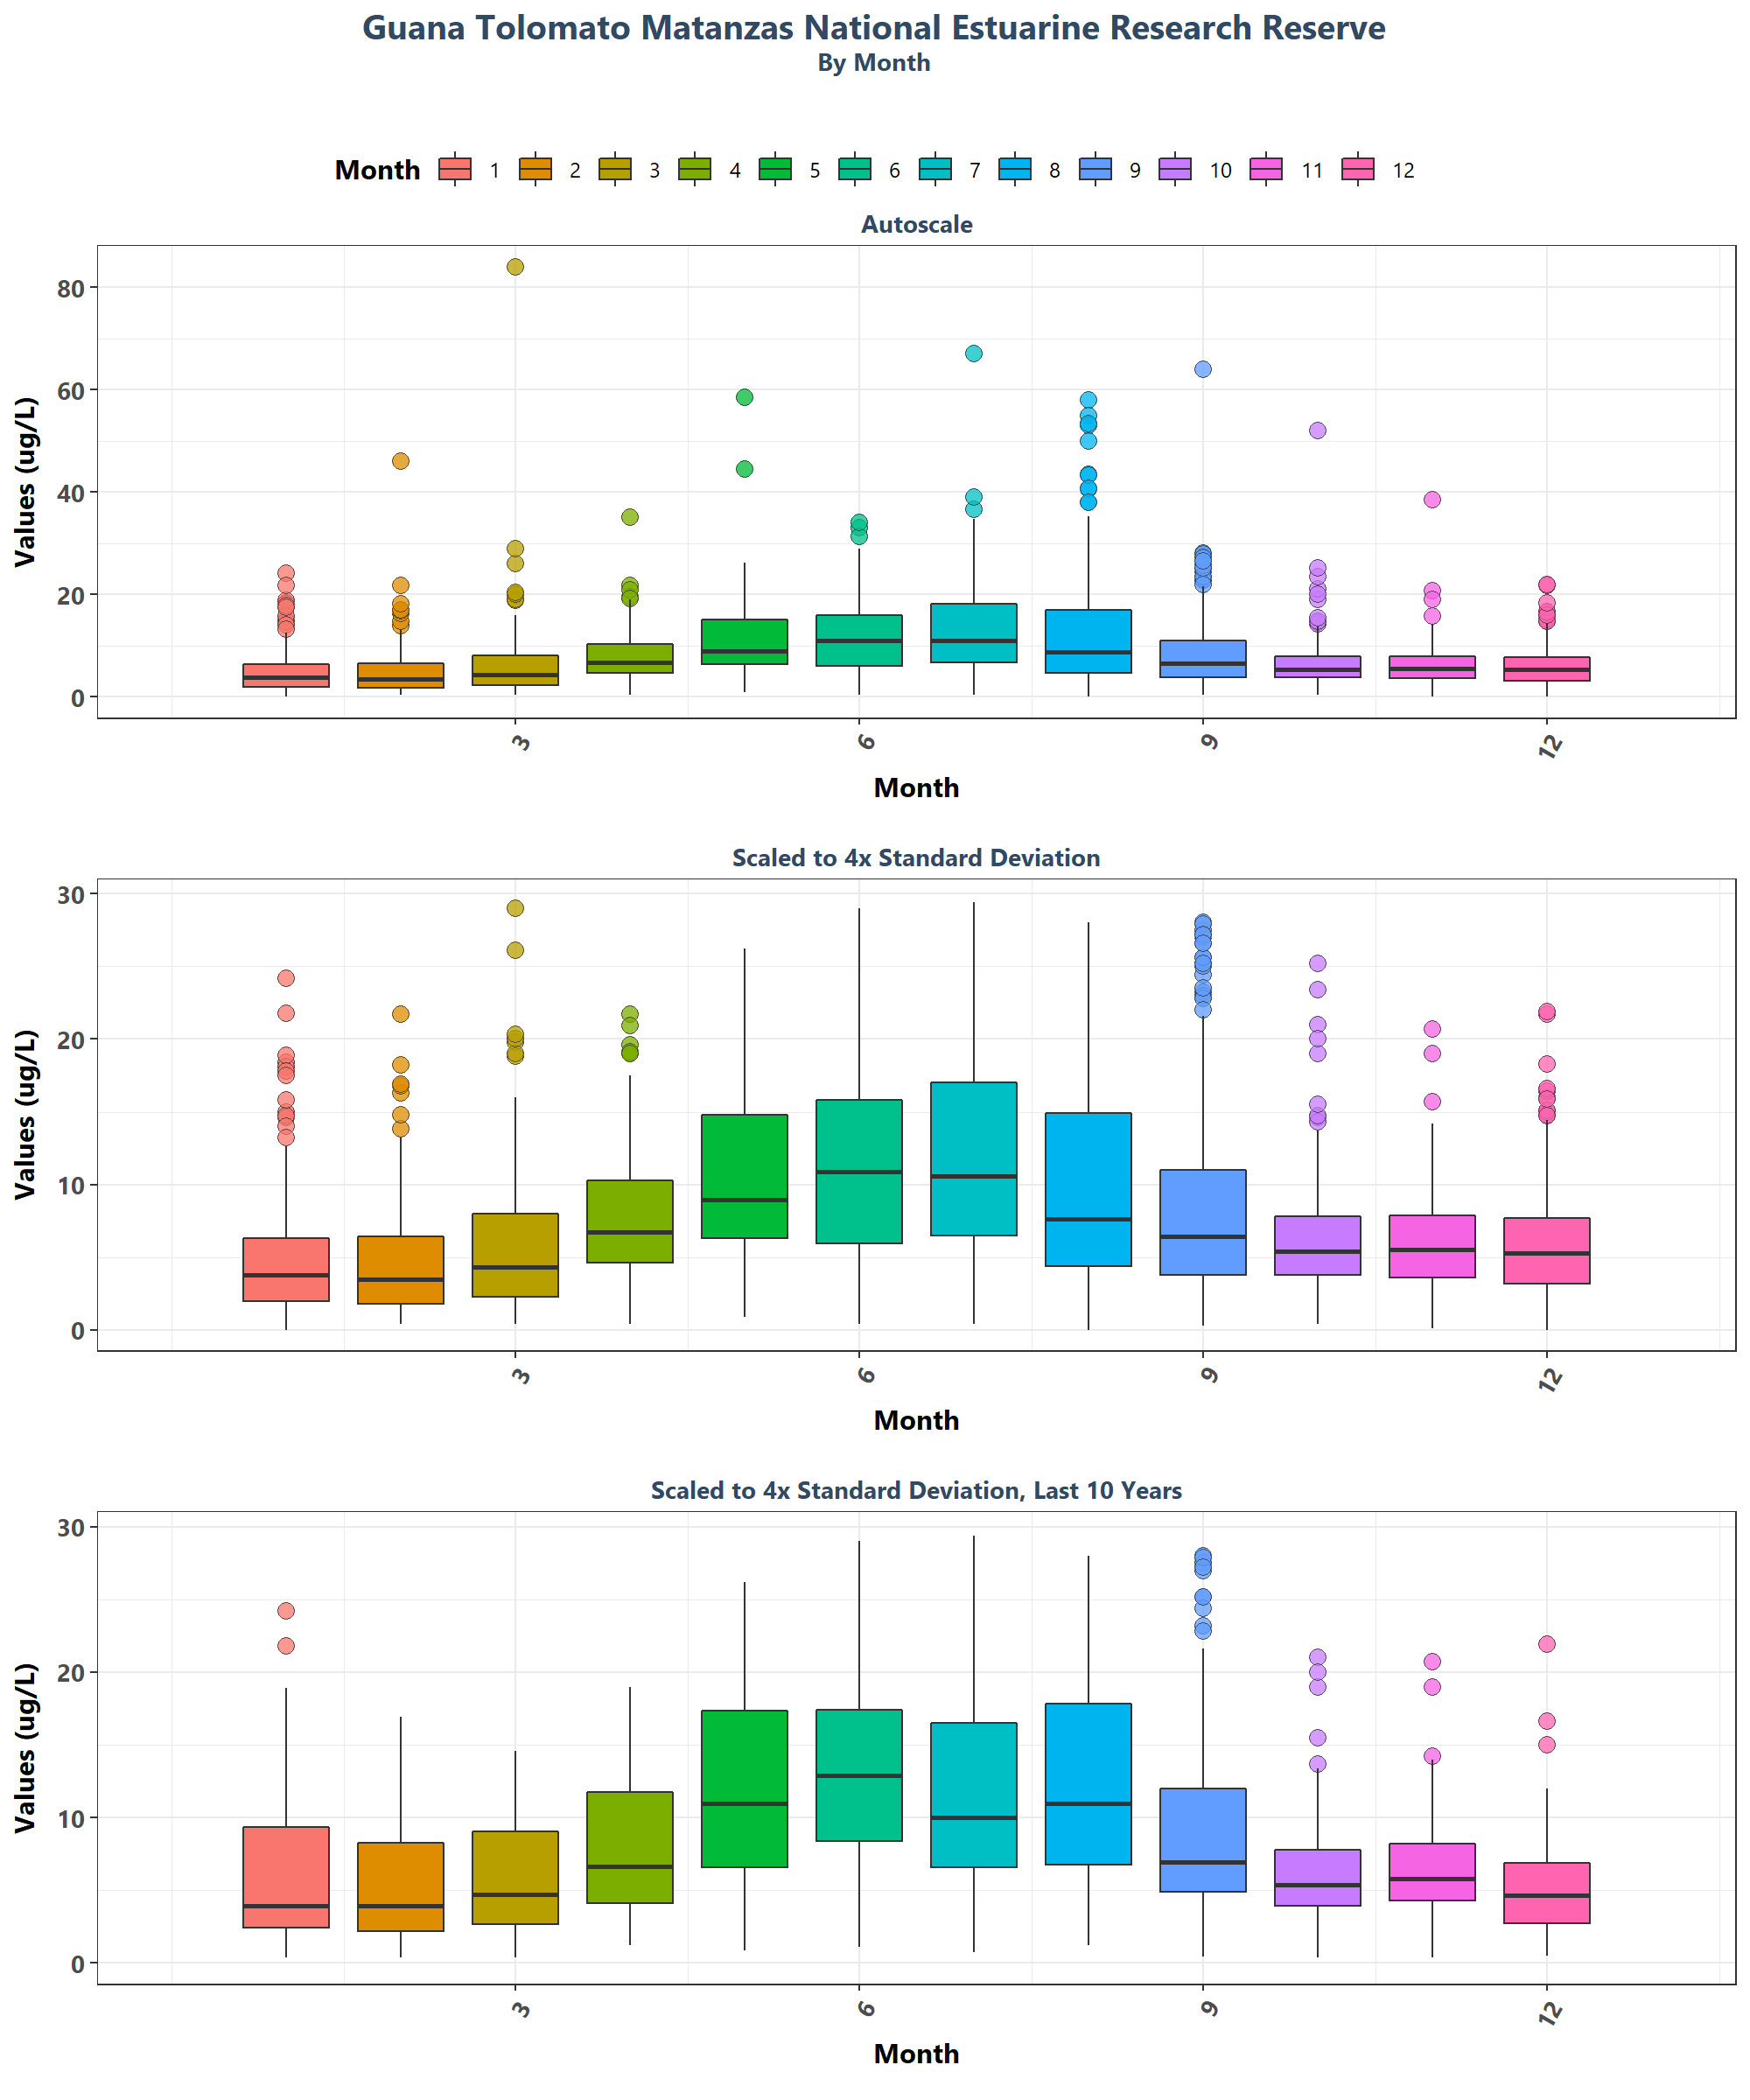 Guana Tolomato Matanzas National Estuarine Research Reserve
By Month
Month 1 2 3 4 5 6 7 8 9 10 11 12
Autoscale
Values (ug/L)
80
60
40
20
0
3 6 9 12
Month
Scaled to 4x Standard Deviation
Values (ug/L)
30
20
10
0
3 6 9 12
Month
Scaled to 4x Standard Deviation, Last 10 Years
Values (ug/L)
30
20
10
0
3 6 9 12
Month